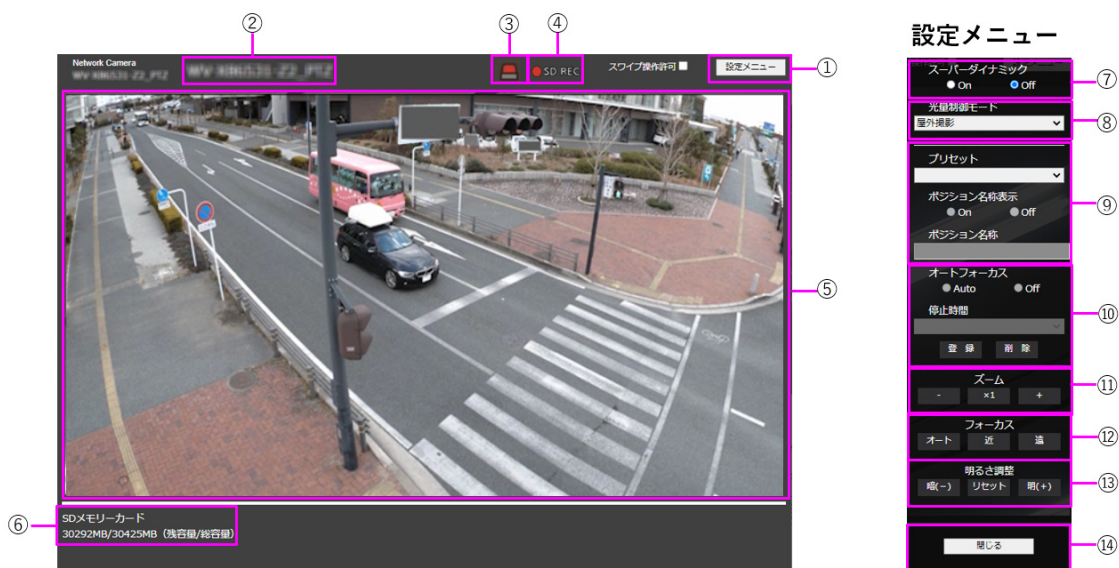 ② ③ ④
Network Camera
SD REC
スワイプ操作許可
設定メニュー
①
⑤
⑥
SDメモリーカード
30292MB/30425MB（残容量/総容量）
設定メニュー
スーパーダイナミック
On Off
⑦
光量制御モード
屋外撮影
⑧
プリセット
ポジション名称表示
On Off
ポジション名称
⑨
オートフォーカス
Auto Off
停止時間
登 録 削 除
⑩
ズーム
- ×1 +
⑪
フォーカス
オート 近 遠
⑫
明るさ調整
暗(−) リセット 明(+)
⑬
閉じる
⑭